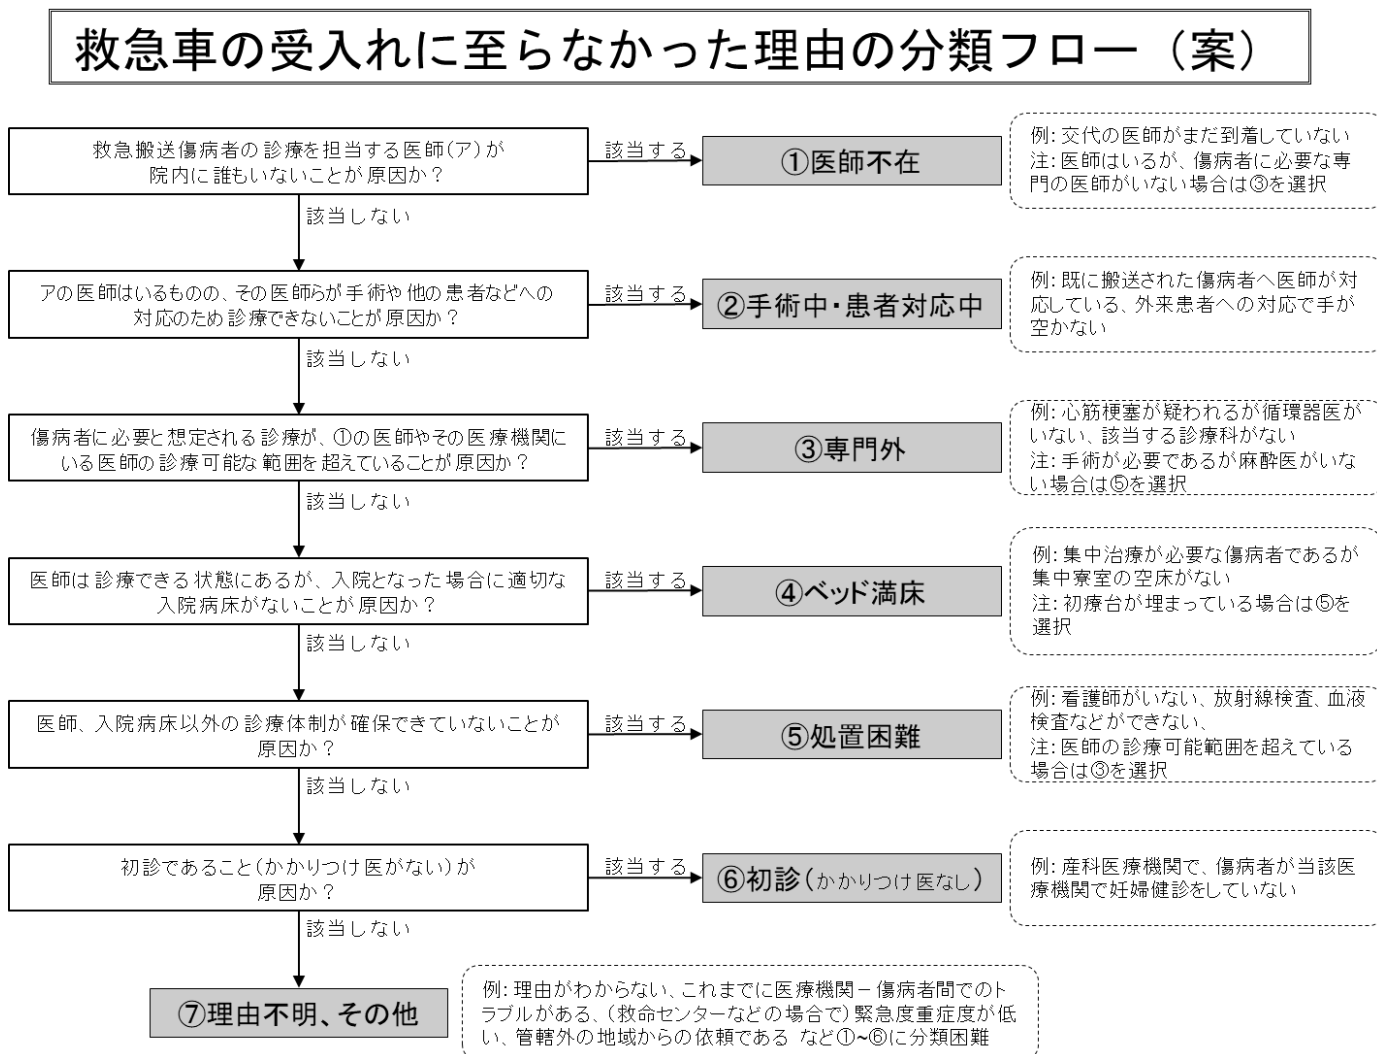 救急車の受入れに至らなかった理由の分類フロー（案）
救急搬送傷病者の診療を担当する医師(ア)が
院内に誰もいないことが原因か？
該当する
①医師不在
例：交代の医師がまだ到着していない
注：医師はいるが、傷病者に必要な専
門の医師がいない場合は③を選択
該当しない
アの医師はいるものの、その医師らが手術や他の患者などへの
対応のため診療できないことが原因か？
該当する
②手術中・患者対応中
例：既に搬送された傷病者へ医師が対
応している、外来患者への対応で手が
空かない
該当しない
傷病者に必要と想定される診療が、①の医師やその医療機関に
いる医師の診療可能な範囲を超えていることが原因か？
該当する
③専門外
例：心筋梗塞が疑われるが循環器医が
いない、該当する診療科がない
注：手術が必要であるが麻酔医がいな
い場合は⑤を選択
該当しない
医師は診療できる状態にあるが、入院となった場合に適切な
入院病床がないことが原因か？
該当する
④ベッド満床
例：集中治療が必要な傷病者であるが
集中寮室の空床がない
注：初療台が埋まっている場合は⑤を
選択
該当しない
医師、入院病床以外の診療体制が確保できていないことが
原因か？
該当する
⑤処置困難
例：看護師がいない、放射線検査、血液
検査などができない、
注：医師の診療可能範囲を超えている
場合は③を選択
該当しない
初診であること(かかりつけ医がない)が
原因か？
該当する
⑥初診(かかりつけ医なし)
例：産科医療機関で、傷病者が当該医
療機関で妊婦健診をしていない
該当しない
⑦理由不明、その他
例：理由がわからない、これまでに医療機関－傷病者間でのト
ラブルがある、(救命センターなどの場合で)緊急度重症度が低
い、管轄外の地域からの依頼である など①~⑥に分類困難